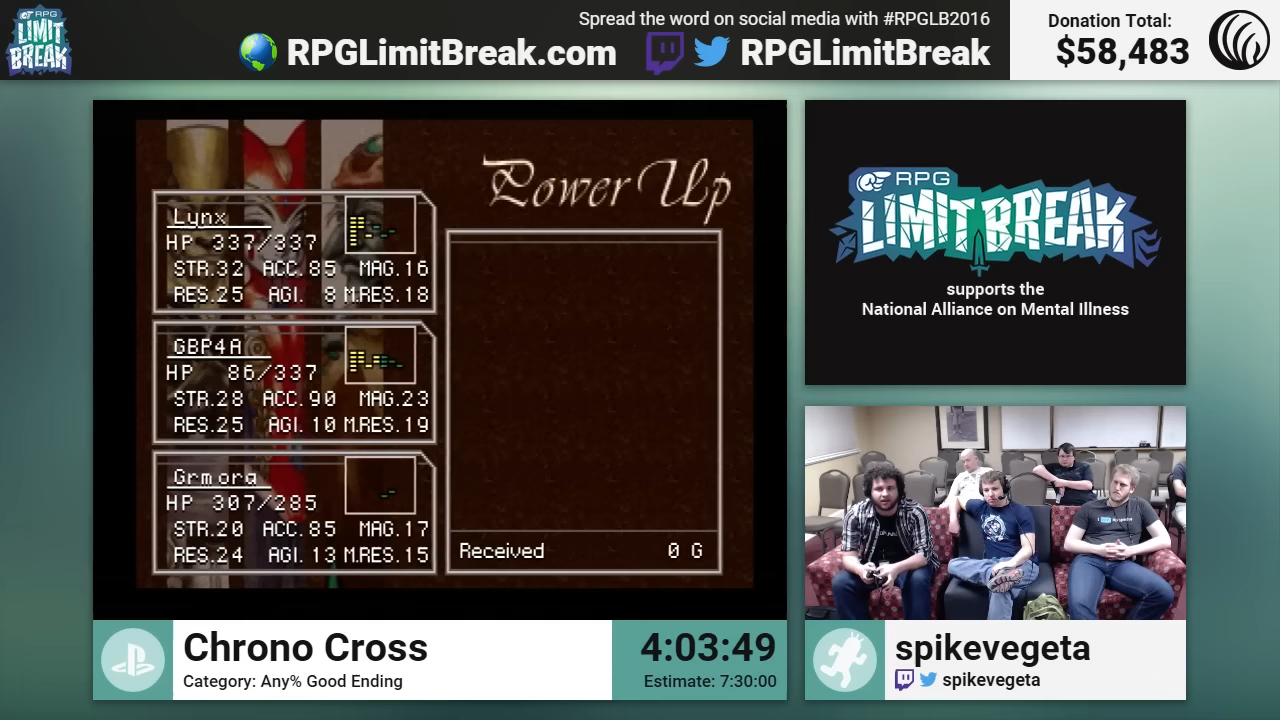 RPG
LIMIT
BREAK
Spread the word on social media with #RPGLB2016
RPGLimitBreak.com
RPGLimitBreak
Donation Total:
$58,483
Power Up
Lynx
HP 337/337
STR.32 ACC.85 MAG.16
RES.25 AGI. 8 M.RES.18
GBP4A
HP 86/337
STR.28 ACC.90 MAG.23
RES.25 AGI.10 M.RES.19
Grmora
HP 307/285
STR.20 ACC.85 MAG.17
RES.24 AGI.13 M.RES.15
Received 0 G
RPG
LIMIT BREAK
supports the
National Alliance on Mental Illness
Chrono Cross
Category: Any% Good Ending
4:03:49
Estimate: 7:30:00
spikevegeta
spikevegeta